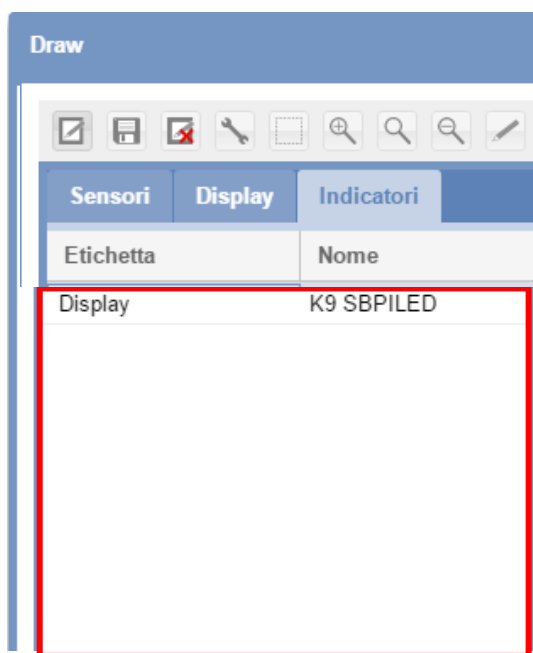 Draw
Sensori Display Indicatori
Etichetta Nome
Display K9 SBPILED